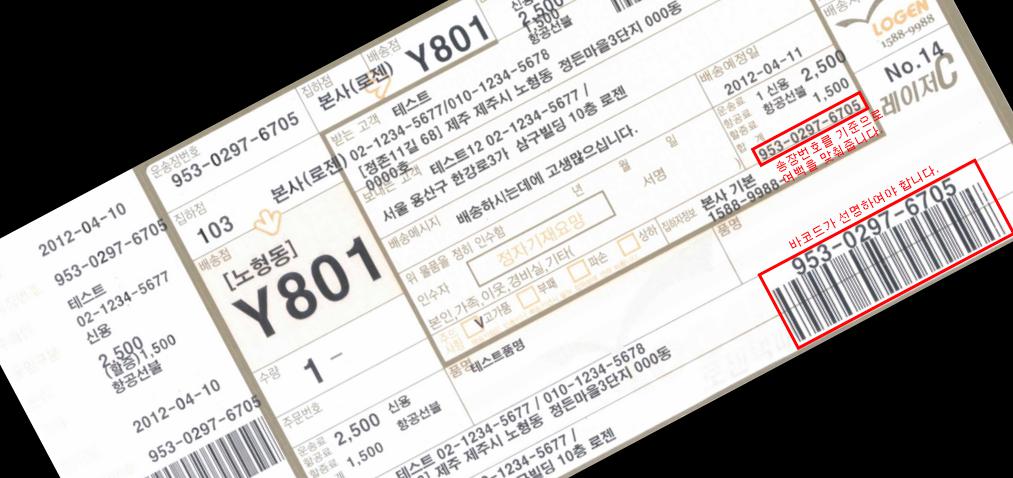 2012-04-10
953-0297-6705
테스트
02-1234-5677
신용
2,500
(할증)1,500
항공선불
2012-04-10
953-0297-6705
운송장번호
953-0297-6705
집하점
103
본사(로젠)
배송점
[노형동]
Y801
수량
1 -
주문번호
운송료
2,500 신용
항공료
1,500 항공선불
할증료
계
집하점
본사(로젠)
배송점
Y801
2,500
1,500
항공선불
받는 고객
테스트
02-1234-5677/010-1234-5678
[정존11길 68] 제주 제주시 노형동 정든마을3단지 000동
0000호
보내는 고객
테스트12 02-1234-5677 /
서울 용산구 한강로3가 삼구빌딩 10층 로젠
배송메시지
배송하시는데에 고생많으십니다.
위 물품을 정히 인수함
년 월 일
인수자
정자기재요망
서명
본인,가족,이웃,경비실,기타(
)
V고가품
부패
파손
상하
집하자정보
본사 기본
1588-9988
배송예정일
2012-04-11
운송료
1 신용 2,500
항공료
항공선불 1,500
할증료
합 계
953-0297-6705
송장번호를 기준으로
여백을 맞춰줍니다
배송사
LOGEN
1588-9988
No.14
레이저C
품명
바코드가 선명하여야 합니다.
953-0297-6705
품명
테스트품명
테스트 02-1234-5677 / 010-1234-5678
] 제주 제주시 노형동 정든마을3단지 000동
02-1234-5677 /
삼구빌딩 10층 로젠